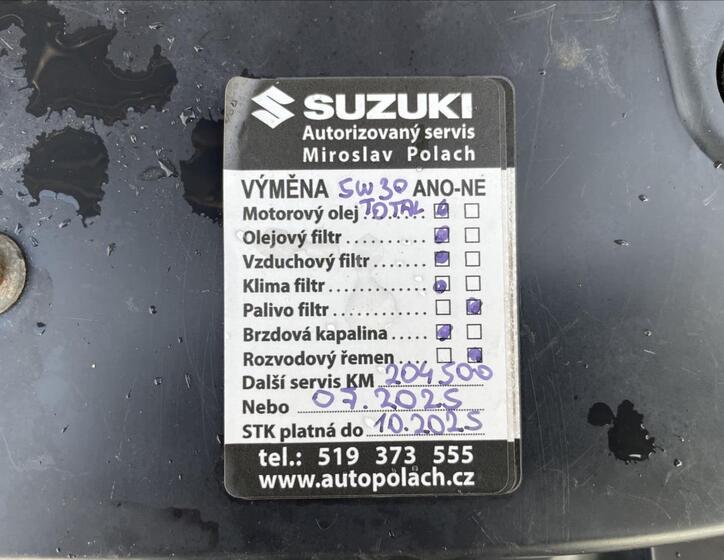 SUZUKI
Autorizovaný servis
Miroslav Polach
VÝMĚNA 5W30 ANO-NE
Motorový olej TOTAL
Olejový filtr
Vzduchový filtr
Klima filtr
Palivo filtr
Brzdová kapalina
Rozvodový řemen
Další servis KM 204500
Nebo 07.2025
STK platná do 10.2025
tel.: 519 373 555
www.autopolach.cz